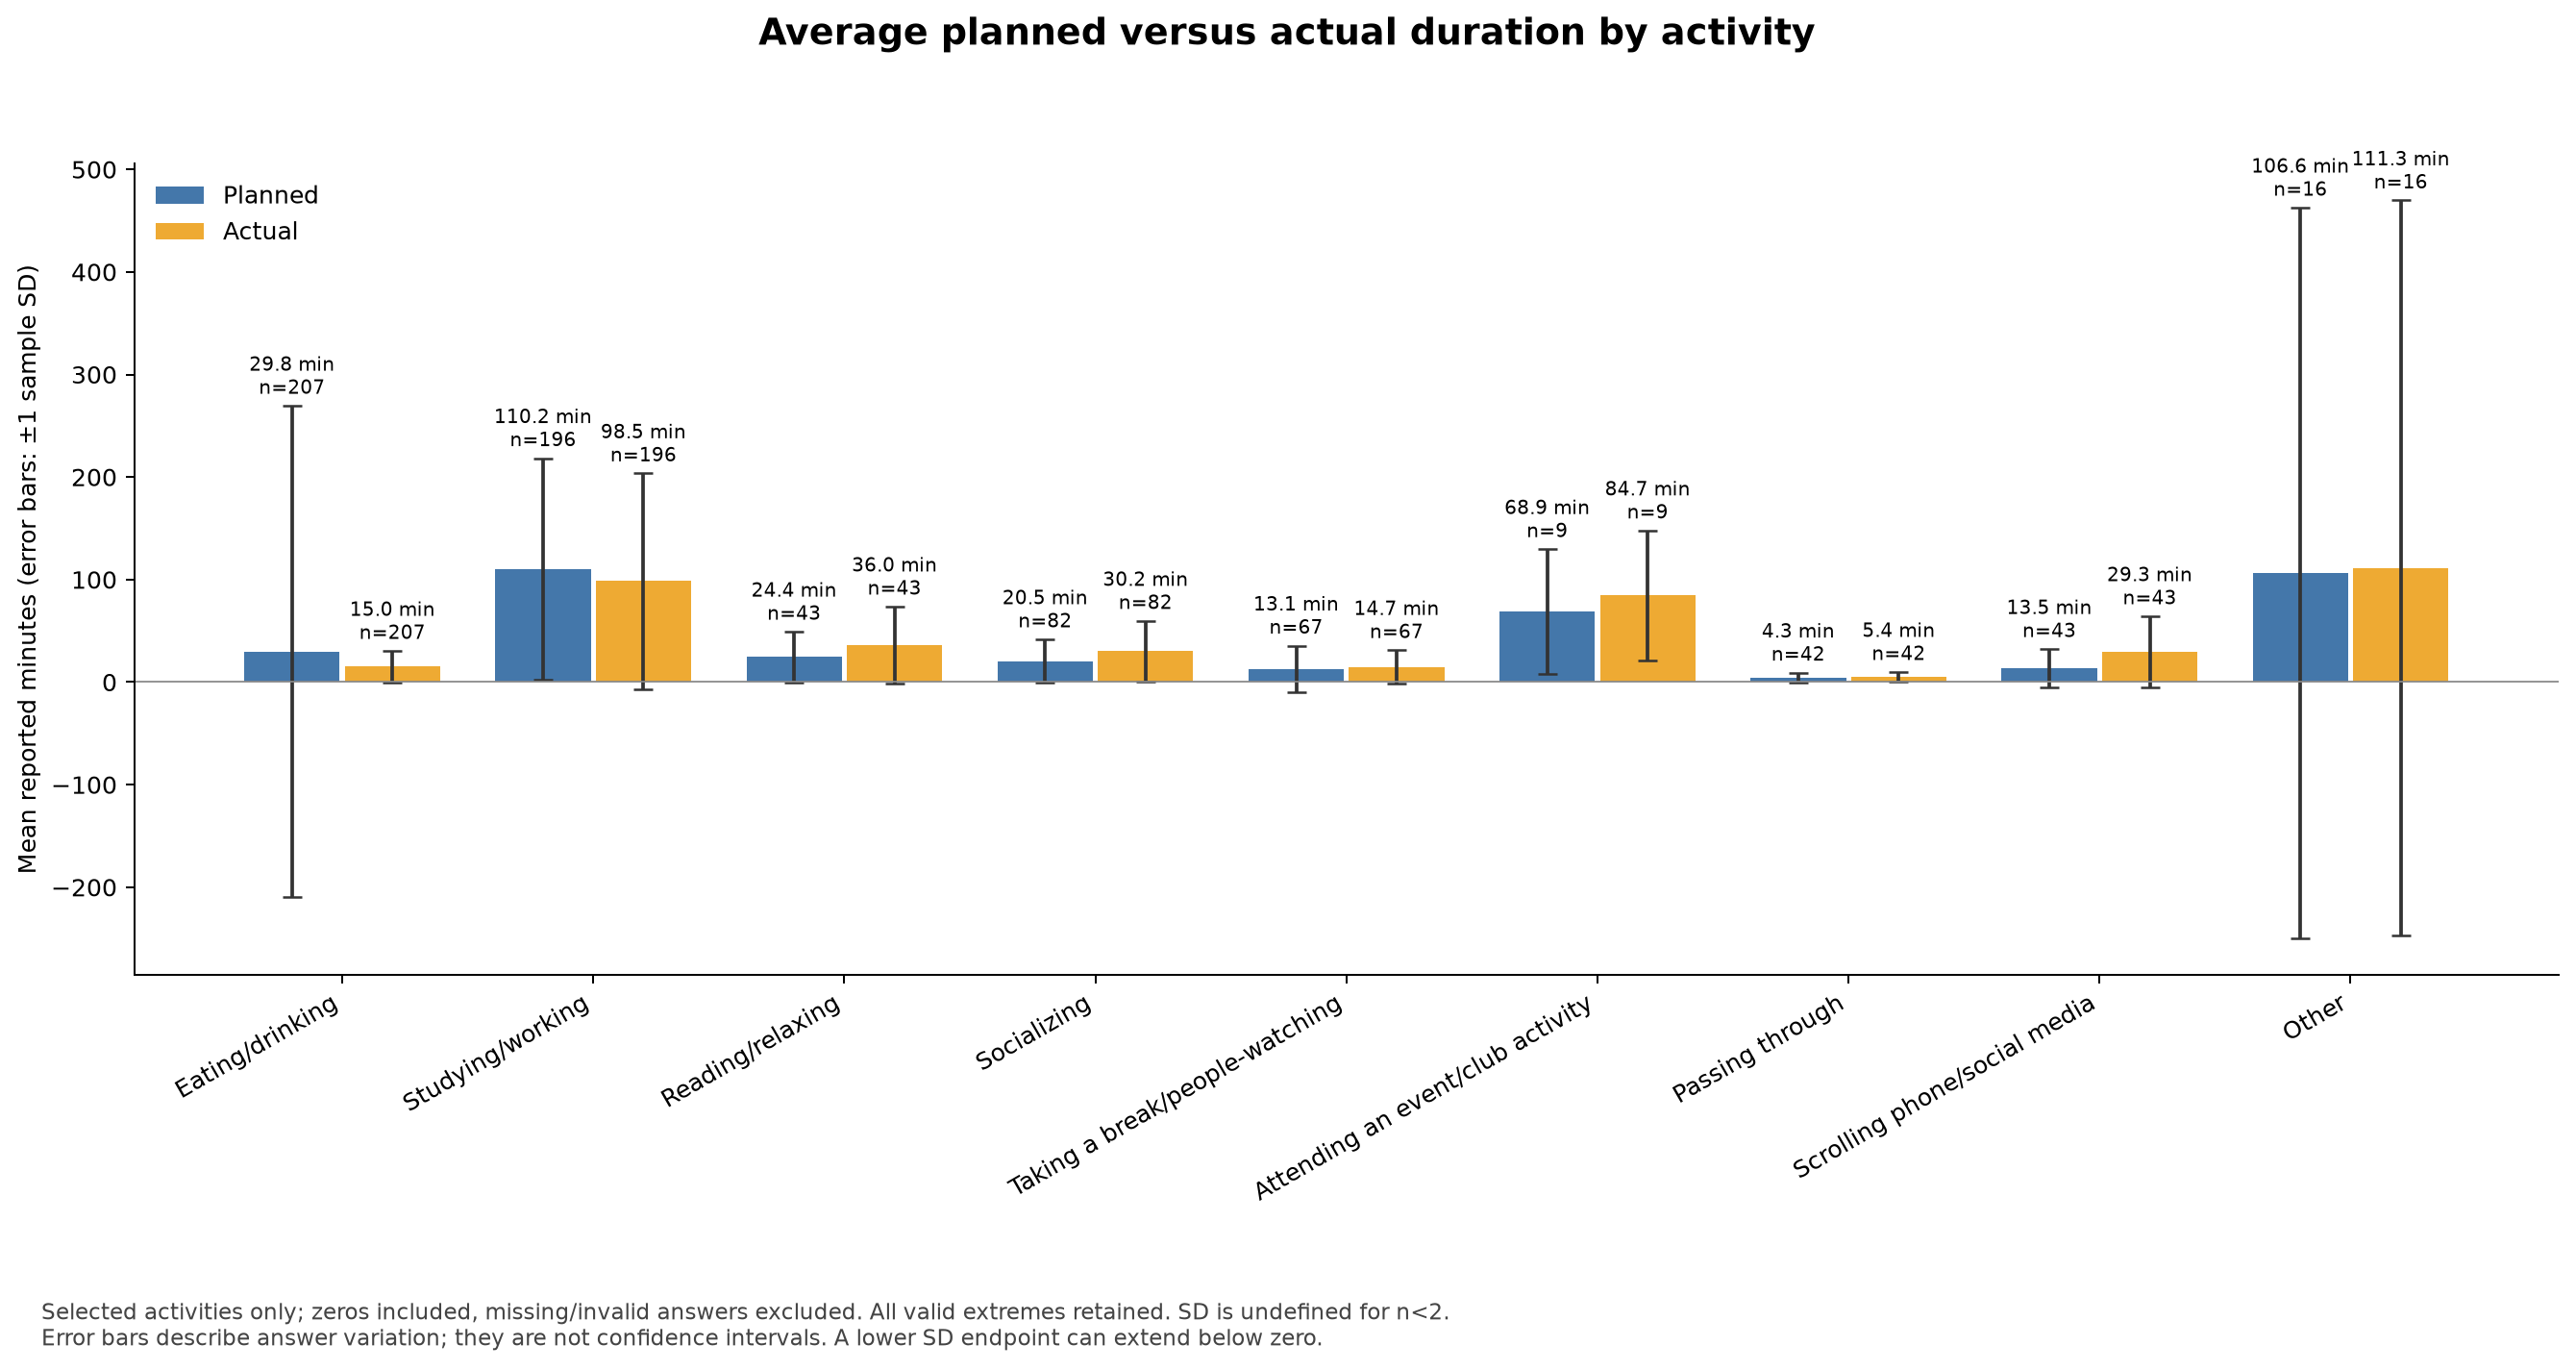 Average planned versus actual duration by activity
Mean reported minutes (error bars: ±1 sample SD)
500
400
300
200
100
0
−100
−200
Planned
Actual
29.8 min
n=207
15.0 min
n=207
110.2 min
n=196
98.5 min
n=196
24.4 min
n=43
36.0 min
n=43
20.5 min
n=82
30.2 min
n=82
13.1 min
n=67
14.7 min
n=67
68.9 min
n=9
84.7 min
n=9
4.3 min
n=42
5.4 min
n=42
13.5 min
n=43
29.3 min
n=43
106.6 min
n=16
111.3 min
n=16
Eating/drinking
Studying/working
Reading/relaxing
Socializing
Taking a break/people-watching
Attending an event/club activity
Passing through
Scrolling phone/social media
Other
Selected activities only; zeros included, missing/invalid answers excluded. All valid extremes retained. SD is undefined for n<2.
Error bars describe answer variation; they are not confidence intervals. A lower SD endpoint can extend below zero.